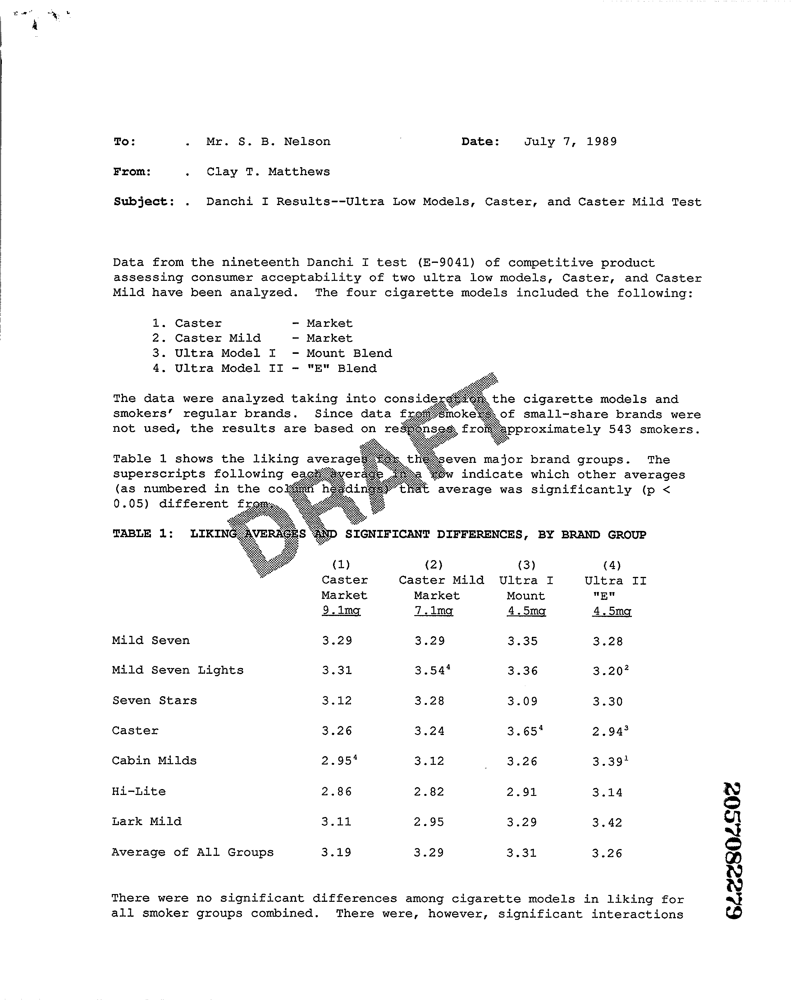 To: . Mr. S. B. Nelson Date: July 7, 1989
From: . Clay T. Matthews
Subject: . Danchi I Results--Ultra Low Models, Caster, and Caster Mild Test
Data from the nineteenth Danchi I test (E-9041) of competitive product
assessing consumer acceptability of two ultra low models, Caster, and Caster
Mild have been analyzed. The four cigarette models included the following:
1. Caster - Market
2. Caster Mild - Market
3. Ultra Model I - Mount Blend
4. Ultra Model II - "E" Blend
The data were analyzed taking into consideration the cigarette models and
smokers' regular brands. Since data from smokers of small-share brands were
not used, the results are based on responses from approximately 543 smokers.
Table 1 shows the liking averages for the seven major brand groups. The
superscripts following each average in a row indicate which other averages
(as numbered in the column headings) that average was significantly (p <
0.05) different from.
DRAFT
TABLE 1: LIKING AVERAGES AND SIGNIFICANT DIFFERENCES, BY BRAND GROUP
(1) (2) (3) (4)
Caster Caster Mild Ultra I Ultra II
Market Market Mount "E"
9.1mg 7.1mg 4.5mg 4.5mg
Mild Seven 3.29 3.29 3.35 3.28
Mild Seven Lights 3.31 3.54⁴ 3.36 3.20²
Seven Stars 3.12 3.28 3.09 3.30
Caster 3.26 3.24 3.65⁴ 2.94³
Cabin Milds 2.95⁴ 3.12 3.26 3.39¹
Hi-Lite 2.86 2.82 2.91 3.14
Lark Mild 3.11 2.95 3.29 3.42
Average of All Groups 3.19 3.29 3.31 3.26
There were no significant differences among cigarette models in liking for
all smoker groups combined. There were, however, significant interactions
2057082279